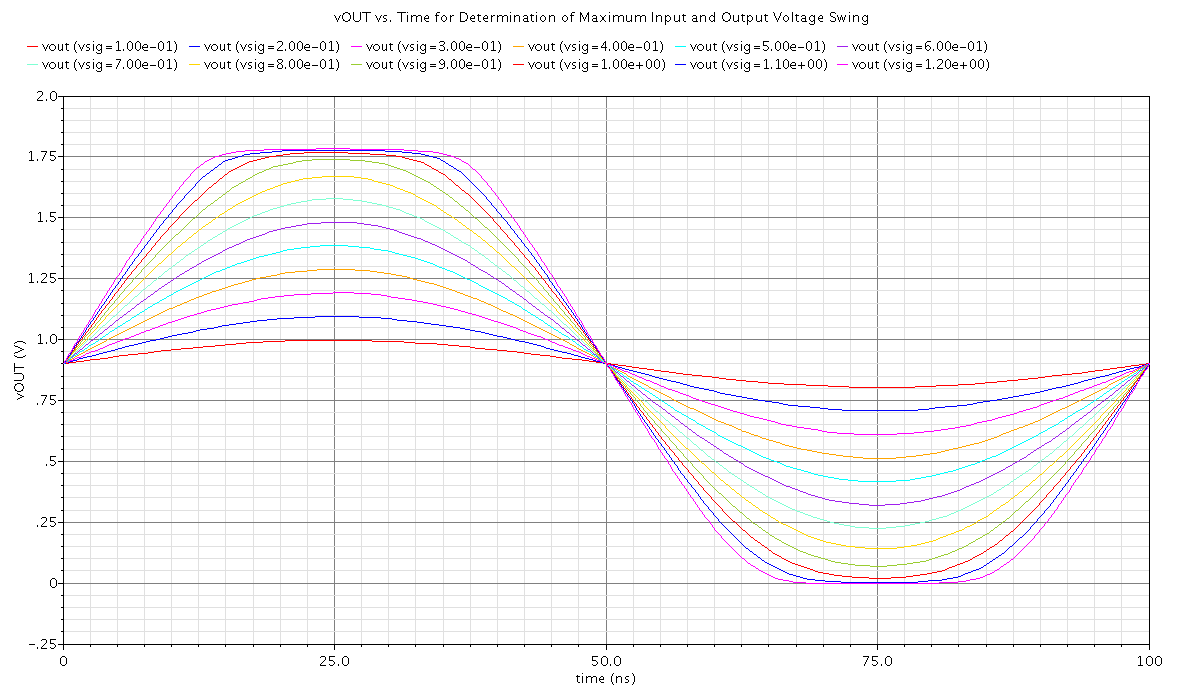 vOUT vs. Time for Determination of Maximum Input and Output Voltage Swing
vout (vsig=1.00e-01) vout (vsig=2.00e-01) vout (vsig=3.00e-01) vout (vsig=4.00e-01) vout (vsig=5.00e-01) vout (vsig=6.00e-01)
vout (vsig=7.00e-01) vout (vsig=8.00e-01) vout (vsig=9.00e-01) vout (vsig=1.00e+00) vout (vsig=1.10e+00) vout (vsig=1.20e+00)
2.0
1.75
1.5
1.25
1.0
.75
.5
.25
0
-.25
vOUT (V)
0 25.0 50.0 75.0 100
time (ns)